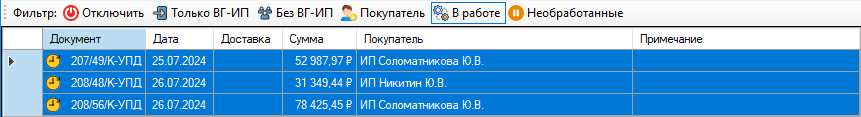 Фильтр: Отключить Только ВГ-ИП Без ВГ-ИП Покупатель В работе Необработанные
Документ Дата Доставка Сумма Покупатель Примечание
207/49/К-УПД 25.07.2024 52 987,97 ₽ ИП Соломатникова Ю.В.
208/48/К-УПД 26.07.2024 31 349,44 ₽ ИП Никитин Ю.В.
208/56/К-УПД 26.07.2024 78 425,45 ₽ ИП Соломатникова Ю.В.